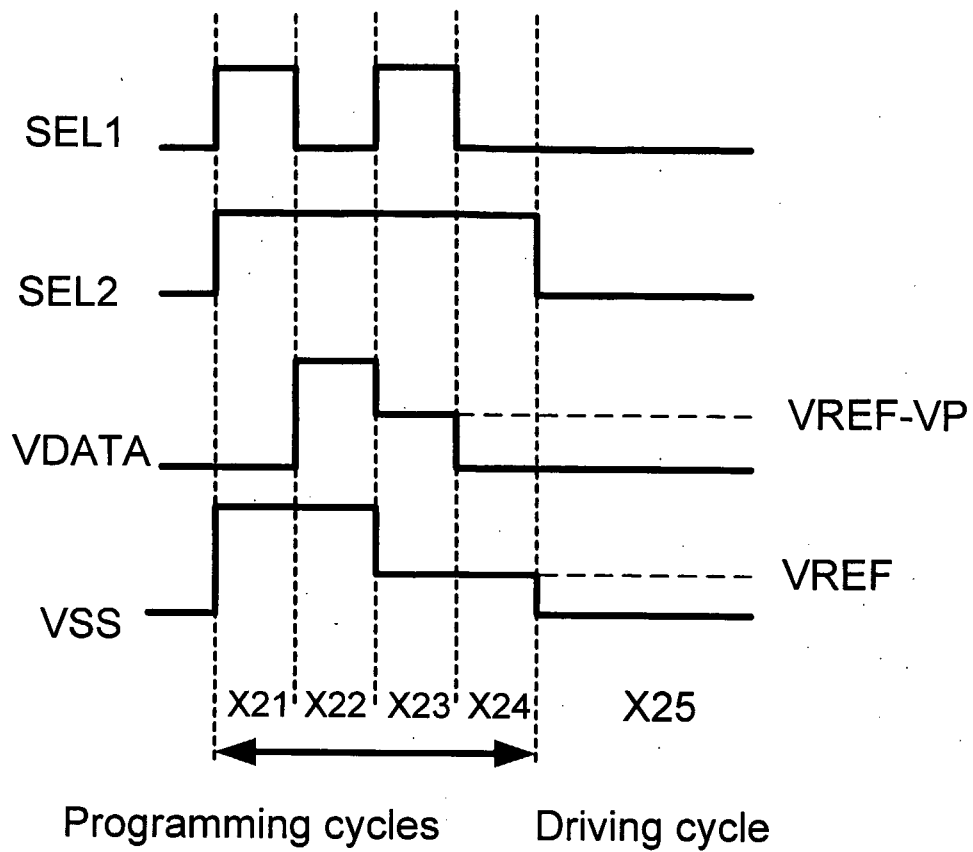 SEL1
SEL2
VDATA
VREF-VP
VREF
VSS
X21 X22 X23 X24 X25
Programming cycles Driving cycle